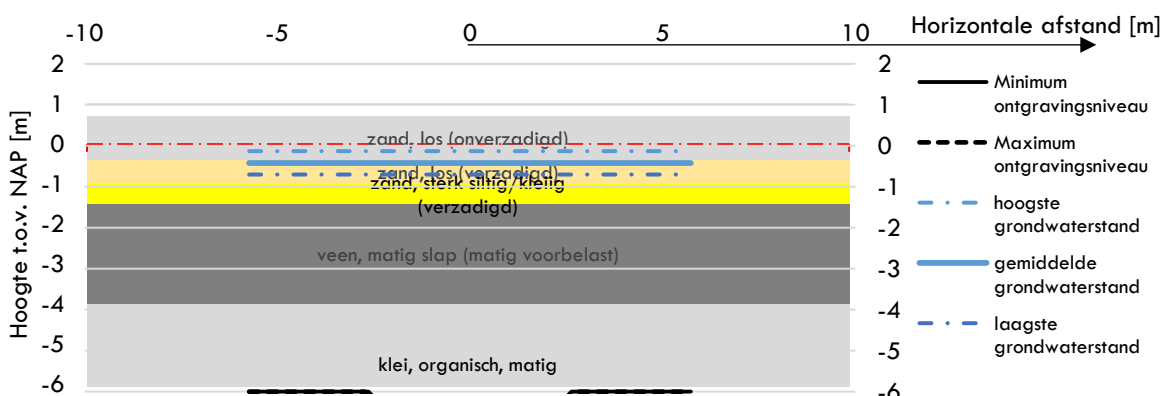 Horizontale afstand [m]
-10 -5 0 5 10
Hoogte t.o.v. NAP [m]
2 2
1 1
0 0
-1 -1
-2 -2
-3 -3
-4 -4
-5 -5
-6 -6
zand, los (onverzadigd)
zand, los (verzadigd)
zand, sterk siltig/kleiig
(verzadigd)
veen, matig slap (matig voorbelast)
klei, organisch, matig
Minimum
ontgravingsniveau
Maximum
ontgravingsniveau
hoogste
grondwaterstand
gemiddelde
grondwaterstand
laagste
grondwaterstand